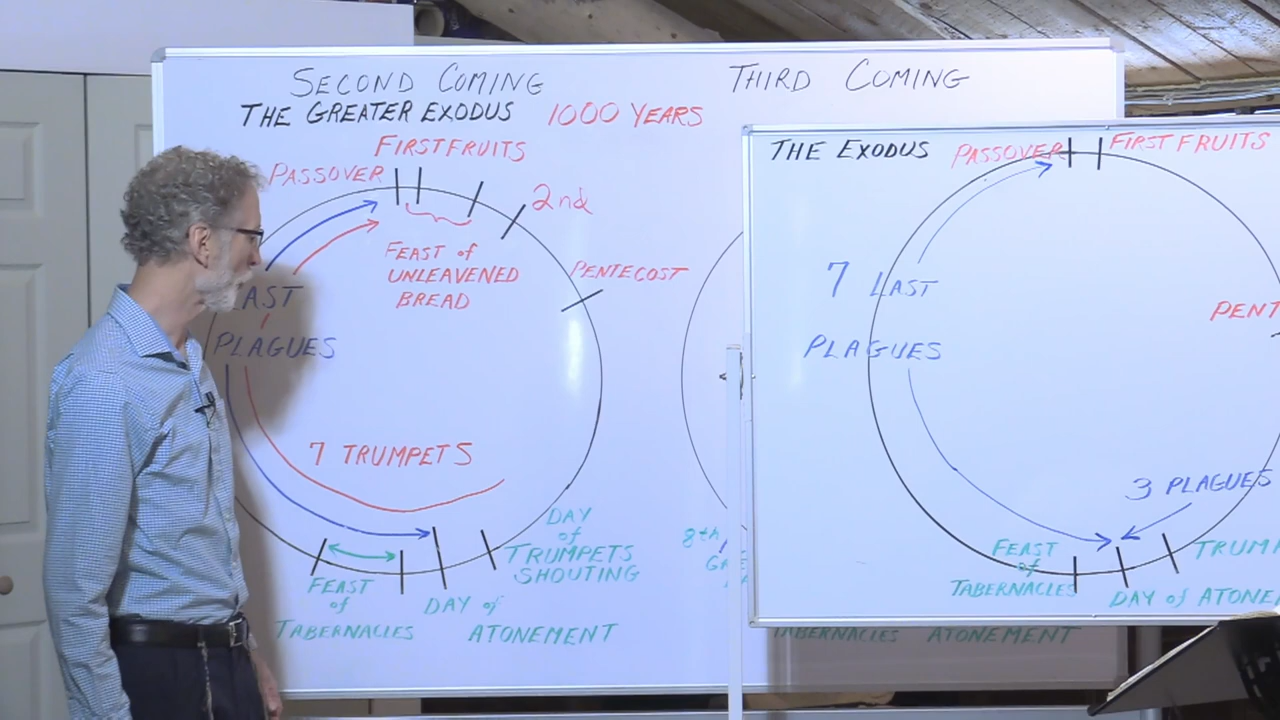 SECOND COMING
THE GREATER EXODUS 1000 YEARS
FIRSTFRUITS
PASSOVER
2nd
FEAST of
UNLEAVENED
BREAD
PENTECOST
LAST
PLAGUES
7 TRUMPETS
DAY
of
TRUMPETS
SHOUTING
FEAST
of
TABERNACLES
DAY of
ATONEMENT
THIRD COMING
8th
TABERNACLES ATONEMENT
THE EXODUS PASSOVER FIRST FRUITS
7 LAST
PLAGUES
PENT
3 PLAGUES
FEAST
of
TABERNACLES
TRUM
DAY of ATONE